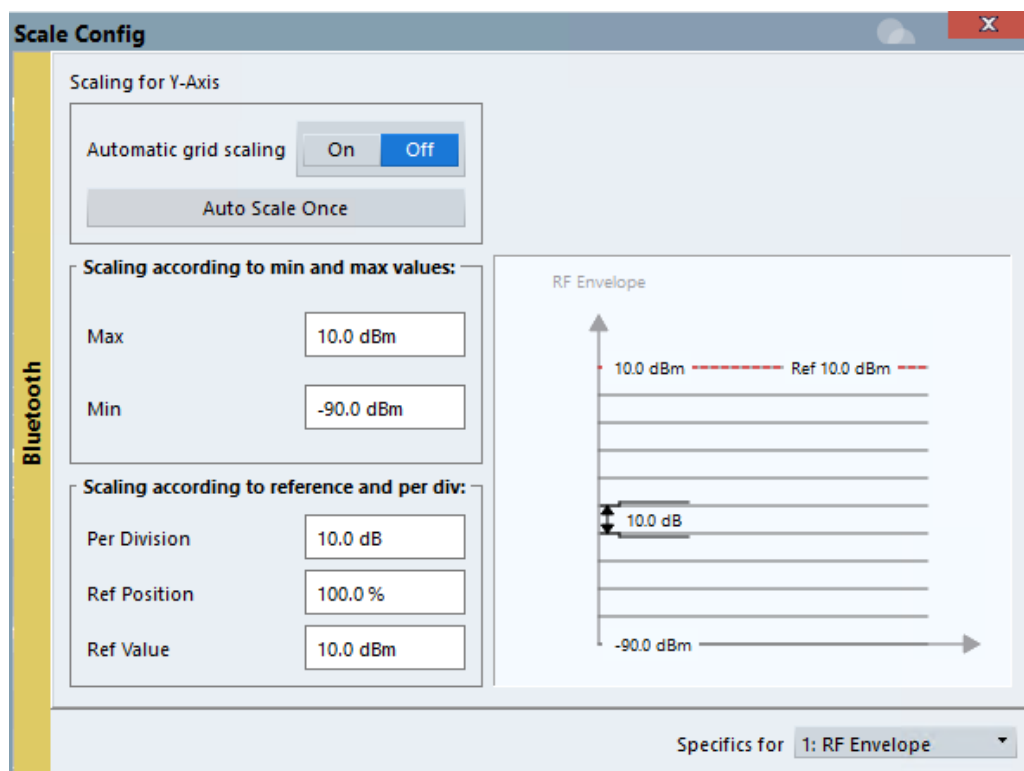 Scale Config
X
Bluetooth
Scaling for Y-Axis
Automatic grid scaling On Off
Auto Scale Once
Scaling according to min and max values:
Max 10.0 dBm
Min -90.0 dBm
Scaling according to reference and per div:
Per Division 10.0 dB
Ref Position 100.0 %
Ref Value 10.0 dBm
RF Envelope
10.0 dBm Ref 10.0 dBm
10.0 dB
-90.0 dBm
Specifics for 1: RF Envelope